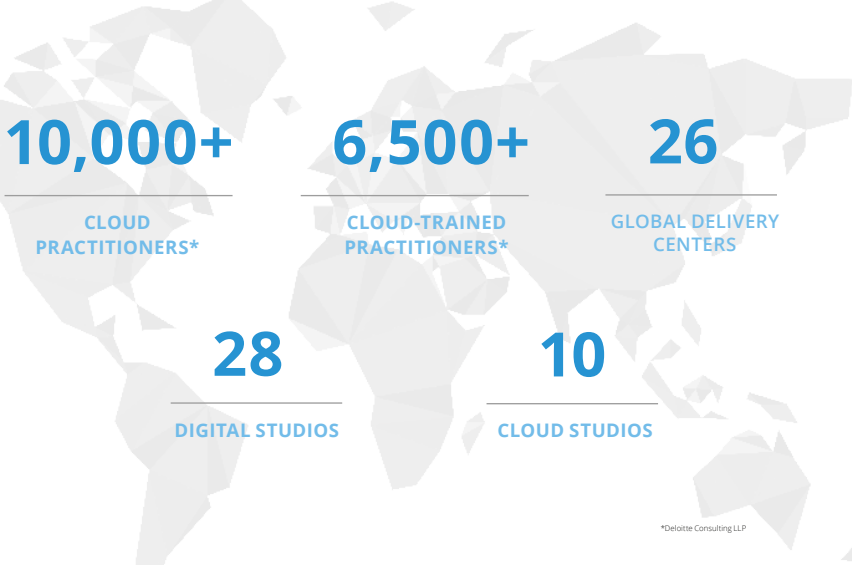 10,000+
CLOUD
PRACTITIONERS*
6,500+
CLOUD-TRAINED
PRACTITIONERS*
26
GLOBAL DELIVERY
CENTERS
28
DIGITAL STUDIOS
10
CLOUD STUDIOS
*Deloitte Consulting LLP